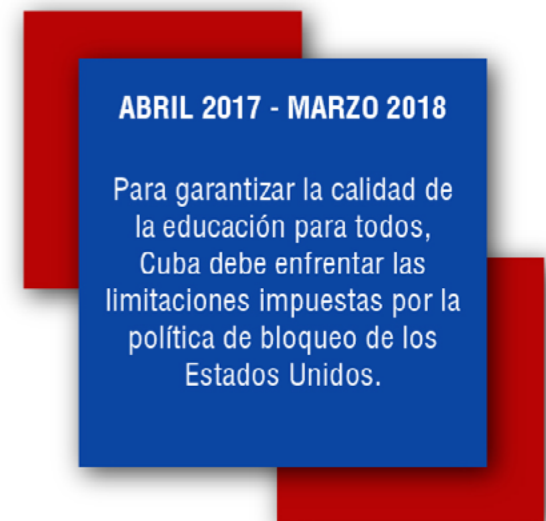 ABRIL 2017 - MARZO 2018
Para garantizar la calidad de
la educación para todos,
Cuba debe enfrentar las
limitaciones impuestas por la
política de bloqueo de los
Estados Unidos.